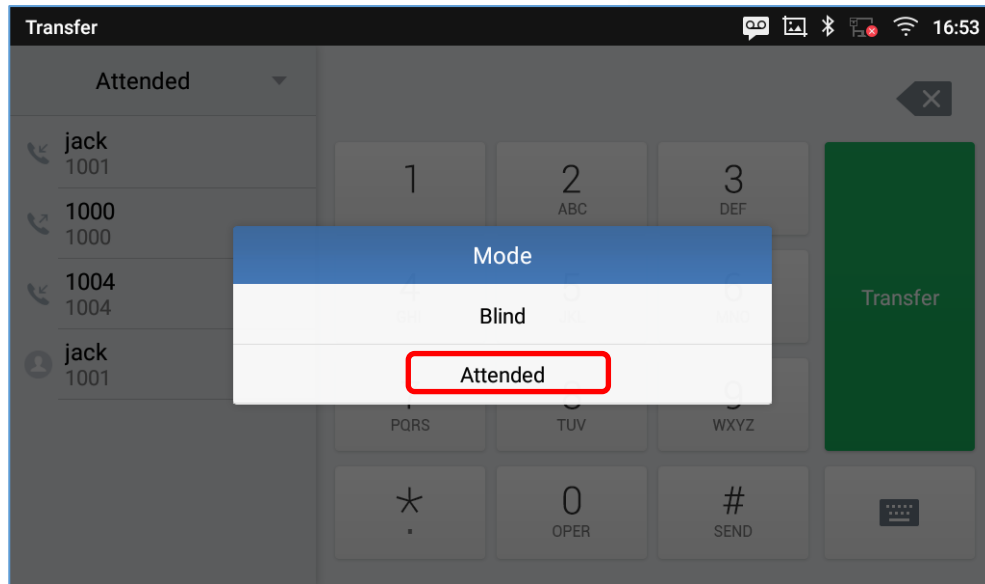 Transfer 16:53
Attended
jack
1001
1000
1000
1004
1004
jack
1001
1 2 3
ABC DEF
Mode
Blind
Attended
Transfer
PQRS TUV WXYZ
* 0 #
OPER SEND